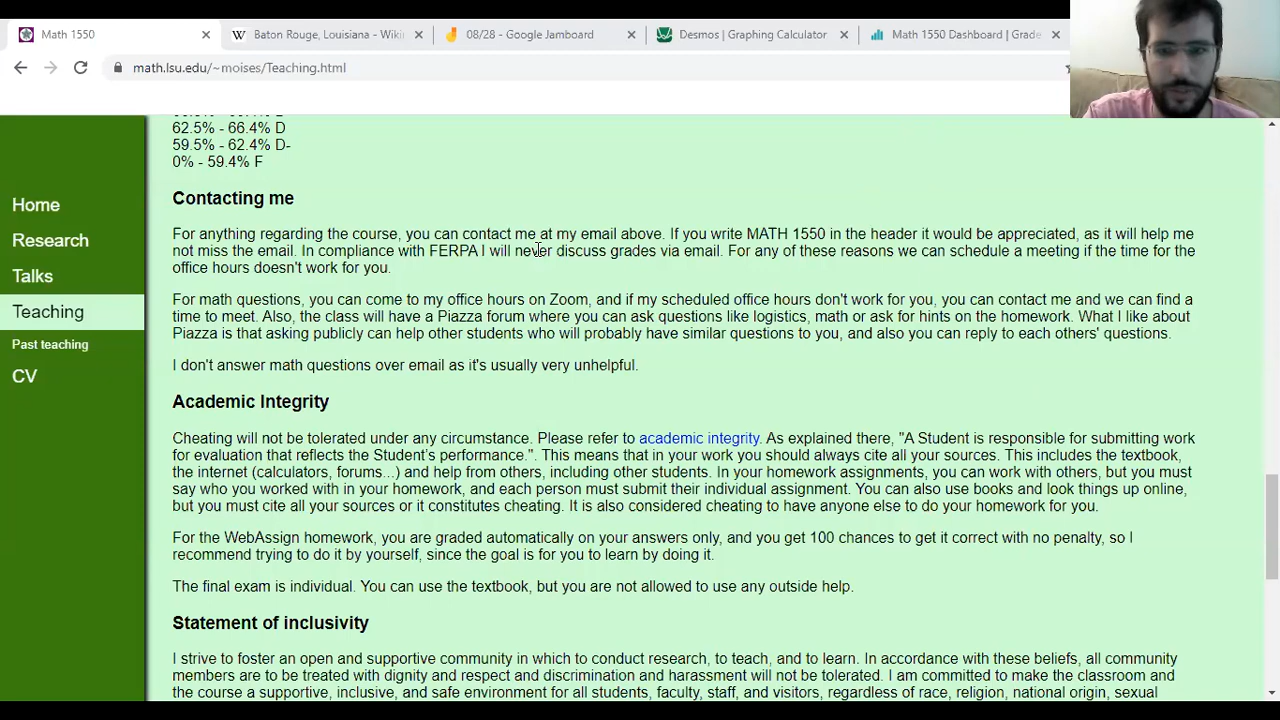 Math 1550
Baton Rouge, Louisiana - Wiki
08/28 - Google Jamboard
Desmos | Graphing Calculator
Math 1550 Dashboard | Grade
math.lsu.edu/~moises/Teaching.html
62.5% - 66.4% D
59.5% - 62.4% D-
0% - 59.4% F
Home
Research
Talks
Teaching
Past teaching
CV
Contacting me
For anything regarding the course, you can contact me at my email above. If you write MATH 1550 in the header it would be appreciated, as it will help me
not miss the email. In compliance with FERPA I will never discuss grades via email. For any of these reasons we can schedule a meeting if the time for the
office hours doesn't work for you.
For math questions, you can come to my office hours on Zoom, and if my scheduled office hours don't work for you, you can contact me and we can find a
time to meet. Also, the class will have a Piazza forum where you can ask questions like logistics, math or ask for hints on the homework. What I like about
Piazza is that asking publicly can help other students who will probably have similar questions to you, and also you can reply to each others' questions.
I don't answer math questions over email as it's usually very unhelpful.
Academic Integrity
Cheating will not be tolerated under any circumstance. Please refer to academic integrity. As explained there, "A Student is responsible for submitting work
for evaluation that reflects the Student's performance.". This means that in your work you should always cite all your sources. This includes the textbook,
the internet (calculators, forums...) and help from others, including other students. In your homework assignments, you can work with others, but you must
say who you worked with in your homework, and each person must submit their individual assignment. You can also use books and look things up online,
but you must cite all your sources or it constitutes cheating. It is also considered cheating to have anyone else to do your homework for you.
For the WebAssign homework, you are graded automatically on your answers only, and you get 100 chances to get it correct with no penalty, so I
recommend trying to do it by yourself, since the goal is for you to learn by doing it.
The final exam is individual. You can use the textbook, but you are not allowed to use any outside help.
Statement of inclusivity
I strive to foster an open and supportive community in which to conduct research, to teach, and to learn. In accordance with these beliefs, all community
members are to be treated with dignity and respect and discrimination and harassment will not be tolerated. I am committed to make the classroom and
the course a supportive, inclusive, and safe environment for all students, faculty, staff, and visitors, regardless of race, religion, national origin, sexual